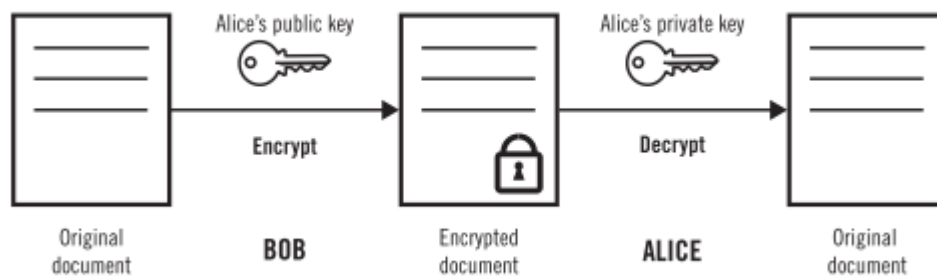 Alice's public key
Alice's private key
Encrypt
Decrypt
Original
document
BOB
Encrypted
document
ALICE
Original
document